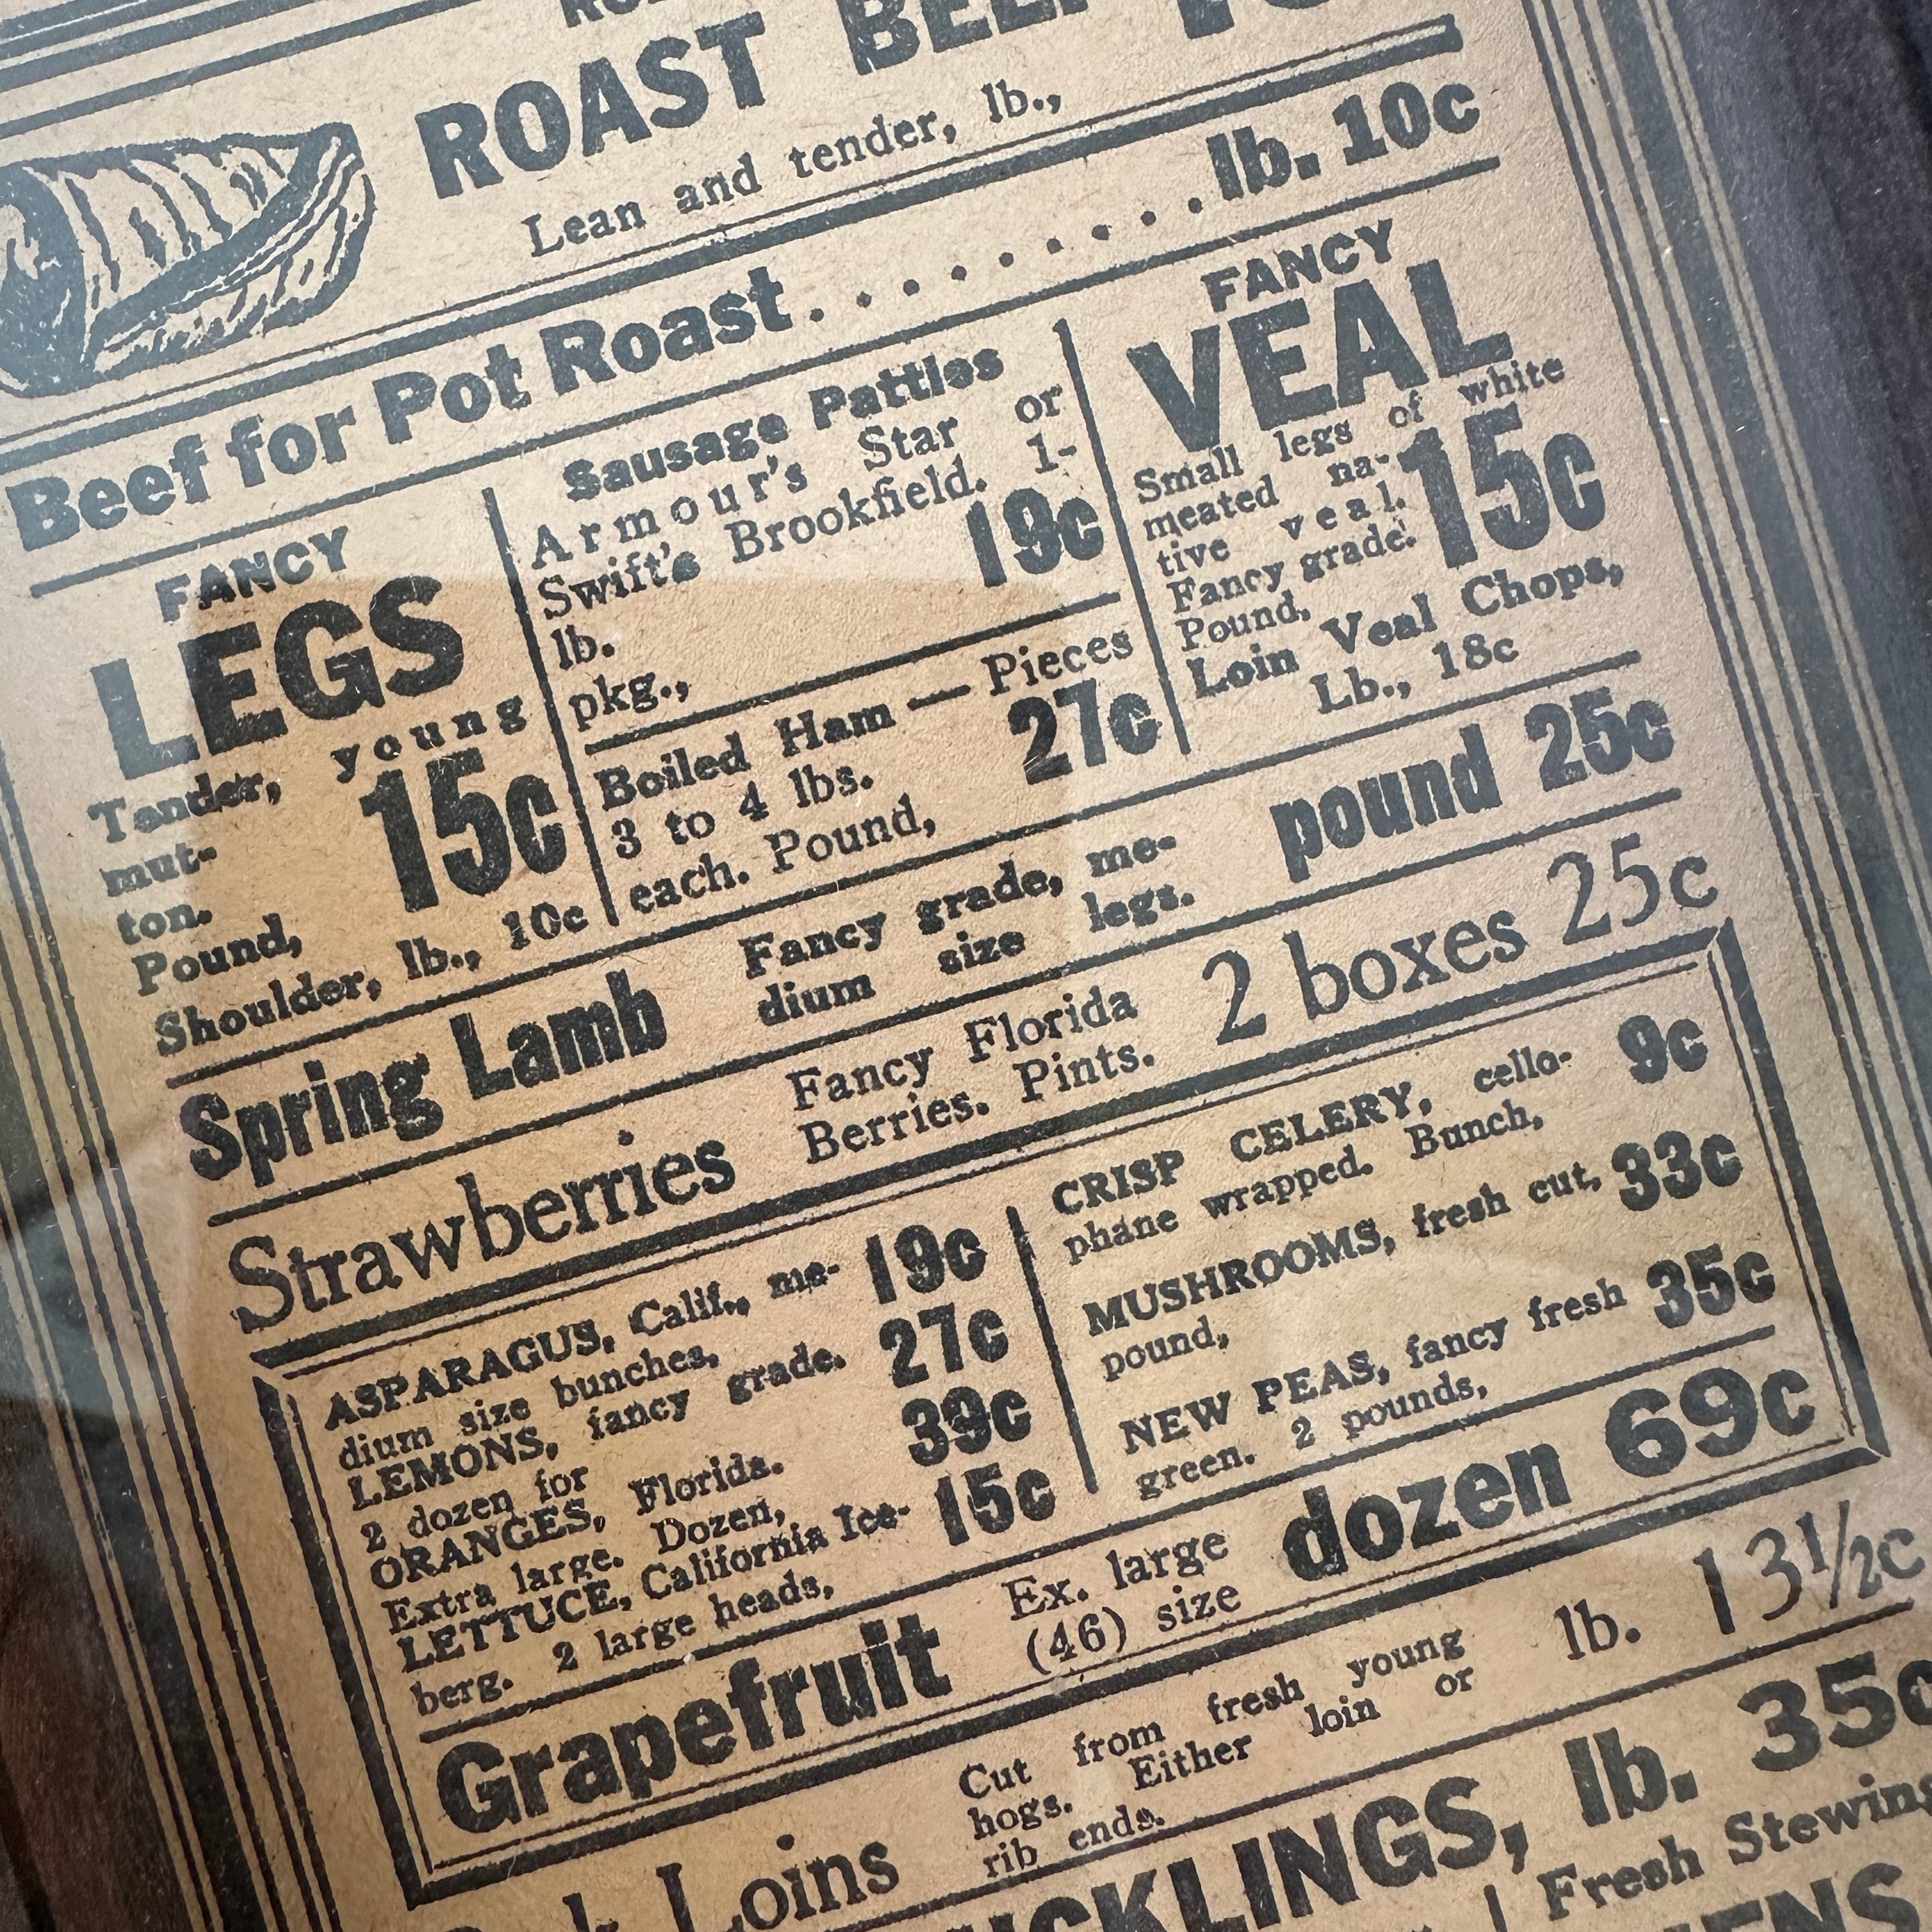 ROAST BEEF
Lean and tender, lb.,
Beef for Pot Roast........lb. 10c
FANCY
LEGS
Tender, young
mut-
ton.
Pound,
15c
Shoulder, lb., 10c
Sausage Patties
Armour's Star or
Swift's Brookfield. 1-
lb.
pkg.,
19c
Boiled Ham — Pieces
3 to 4 lbs.
each. Pound,
27c
FANCY
VEAL
Small legs of white
meated na-
tive veal.
Fancy grade.
Pound,
15c
Loin Veal Chops,
Lb., 18c
Spring Lamb Fancy grade, me-
dium size legs.
pound 25c
Strawberries Fancy Florida
Berries. Pints.
2 boxes 25c
ASPARAGUS, Calif., me-
dium size bunches, 19c
LEMONS, fancy grade.
2 dozen for 27c
ORANGES, Florida.
Extra large. Dozen, 39c
LETTUCE, California Ice-
berg. 2 large heads, 15c
CRISP CELERY, cello-
phane wrapped. Bunch, 9c
MUSHROOMS, fresh cut,
pound, 33c
NEW PEAS, fancy fresh
green. 2 pounds, 35c
Grapefruit Ex. large
(46) size
dozen 69c
Loins Cut from fresh young
hogs. Either loin or
rib ends.
lb. 13½c
CKLINGS, lb. 35c
Fresh Stewing